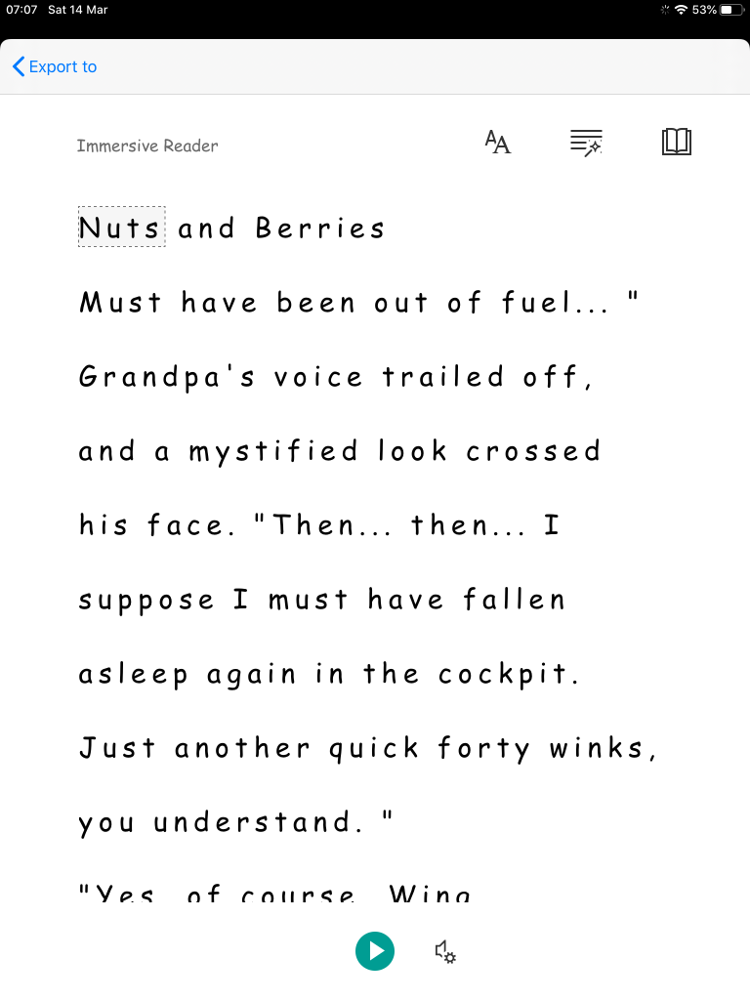 07:07 Sat 14 Mar 53%
Export to
Immersive Reader
Nuts and Berries
Must have been out of fuel... "
Grandpa's voice trailed off,
and a mystified look crossed
his face. "Then... then... I
suppose I must have fallen
asleep again in the cockpit.
Just another quick forty winks,
you understand. "
"Yes of course Wing